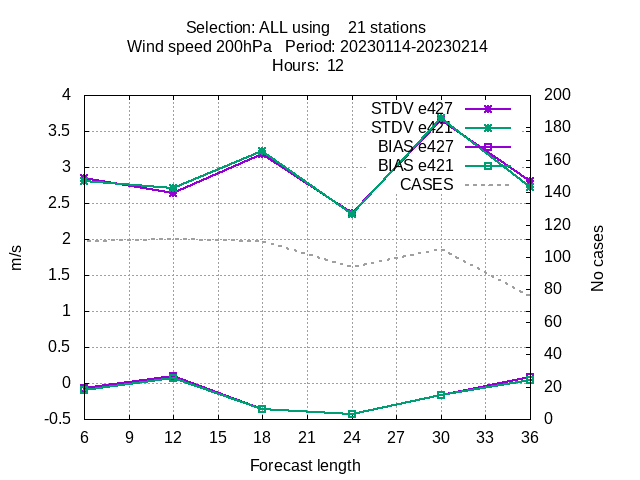 Selection: ALL using 21 stations
Wind speed 200hPa Period: 20230114-20230214
Hours: 12
STDV e427
STDV e421
BIAS e427
BIAS e421
CASES
4
3.5
3
2.5
2
1.5
1
0.5
0
-0.5
m/s
200
180
160
140
120
100
80
60
40
20
0
No cases
6 9 12 15 18 21 24 27 30 33 36
Forecast length